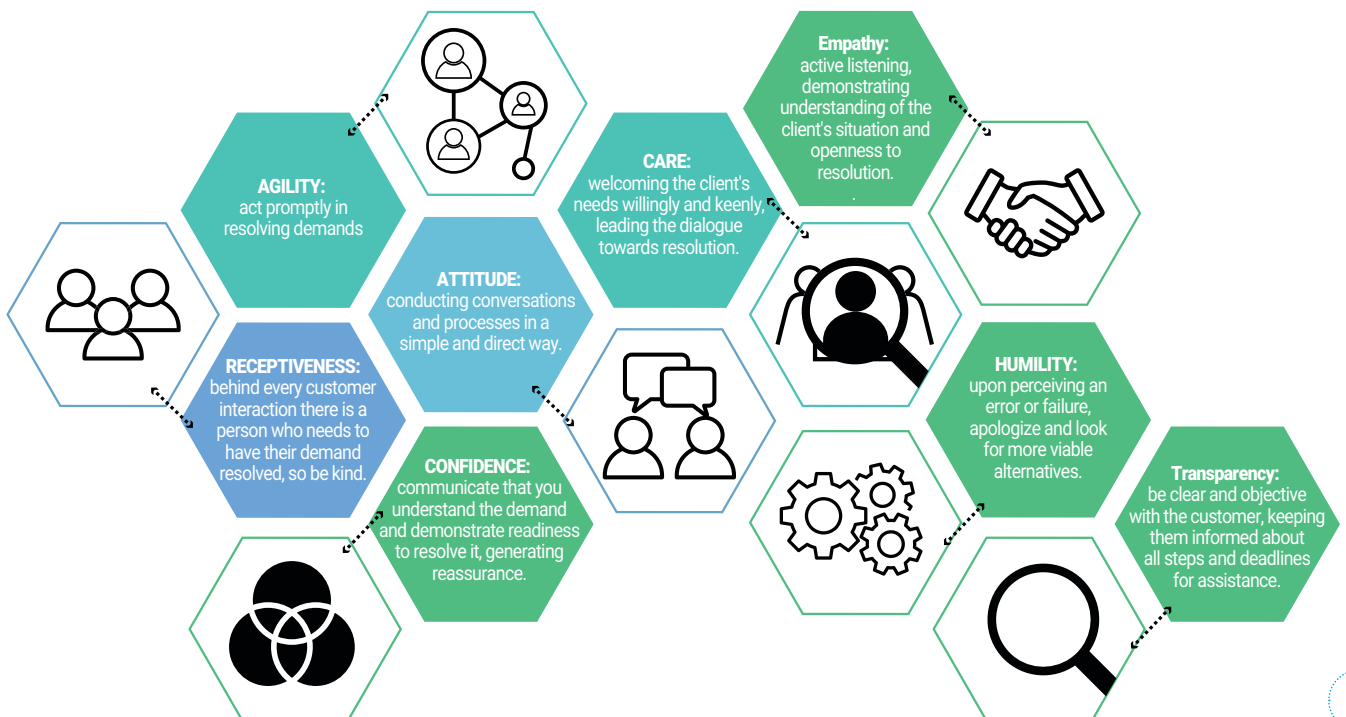 Empathy:
active listening,
demonstrating
understanding of the
client's situation and
openness to
resolution.
.
CARE:
welcoming the client's
needs willingly and keenly,
leading the dialogue
towards resolution.
AGILITY:
act promptly in
resolving demands
ATTITUDE:
conducting conversations
and processes in a
simple and direct way.
RECEPTIVENESS:
behind every customer
interaction there is a
person who needs to
have their demand
resolved, so be kind.
HUMILITY:
upon perceiving an
error or failure,
apologize and look
for more viable
alternatives.
CONFIDENCE:
communicate that you
understand the demand
and demonstrate readiness
to resolve it, generating
reassurance.
Transparency:
be clear and objective
with the customer, keeping
them informed about
all steps and deadlines
for assistance.